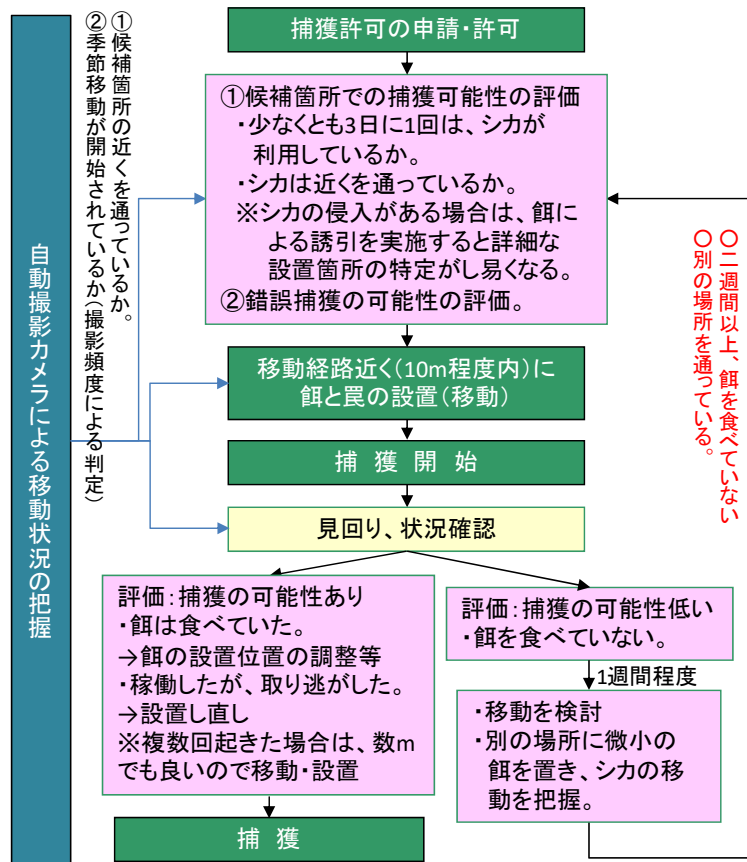 捕獲許可の申請・許可
①候補箇所での捕獲可能性の評価
・少なくとも3日に1回は、シカが
利用しているか。
・シカは近くを通っているか。
※シカの侵入がある場合は、餌に
よる誘引を実施すると詳細な
設置箇所の特定がし易くなる。
②錯誤捕獲の可能性の評価。
移動経路近く(10m程度内)に
餌と罠の設置(移動)
捕 獲 開 始
見回り、状況確認
評価:捕獲の可能性あり
・餌は食べていた。
→餌の設置位置の調整等
・稼働したが、取り逃がした。
→設置し直し
※複数回起きた場合は、数m
でも良いので移動・設置
捕 獲
評価:捕獲の可能性低い
・餌を食べていない。
1週間程度
・移動を検討
・別の場所に微小の
餌を置き、シカの移
動を把握。
〇二週間以上、餌を食べていない
〇別の場所を通っている。
①候補箇所の近くを通っているか。
②季節移動が開始されているか(撮影頻度による判定)
自動撮影カメラによる移動状況の把握